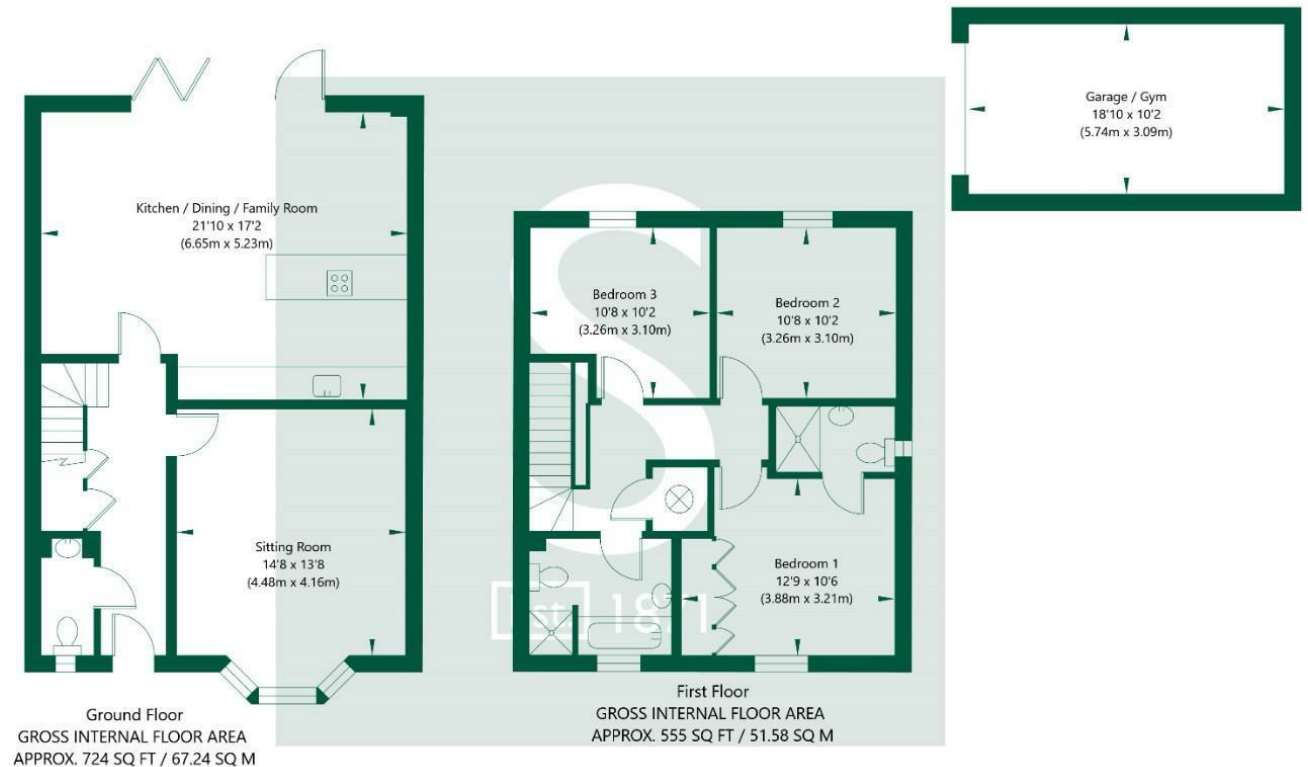 Garage / Gym
18'10 x 10'2
(5.74m x 3.09m)
Kitchen / Dining / Family Room
21'10 x 17'2
(6.65m x 5.23m)
Bedroom 3
10'8 x 10'2
(3.26m x 3.10m)
Bedroom 2
10'8 x 10'2
(3.26m x 3.10m)
Sitting Room
14'8 x 13'8
(4.48m x 4.16m)
Bedroom 1
12'9 x 10'6
(3.88m x 3.21m)
S
est. 1871
Ground Floor
GROSS INTERNAL FLOOR AREA
APPROX. 724 SQ FT / 67.24 SQ M
First Floor
GROSS INTERNAL FLOOR AREA
APPROX. 555 SQ FT / 51.58 SQ M